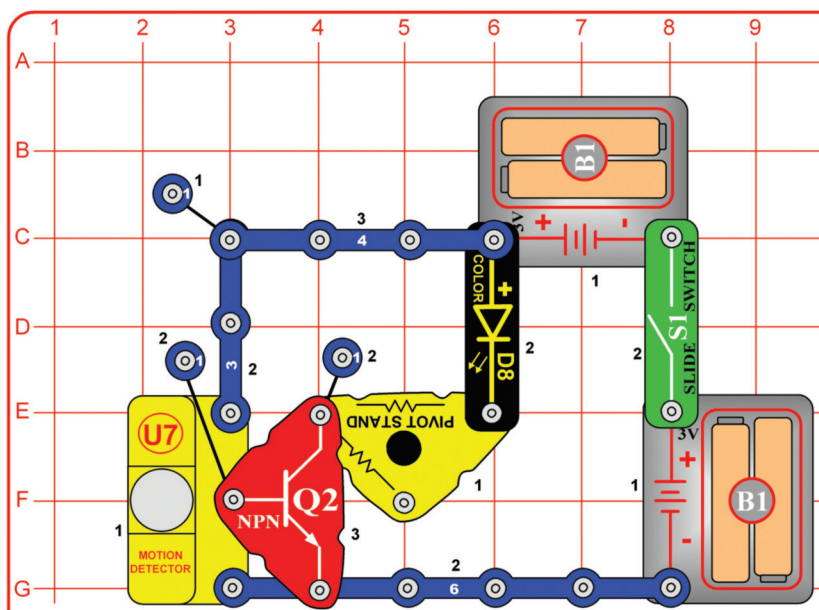 1 2 3 4 5 6 7 8 9
A
B
C
D
E
F
G
B1
3V + -
1
1
1
3
4
COLOR
+
D8
2
S1
SLIDE SWITCH
2
2
1
1
2
3
2
U7
MOTION
DETECTOR
1
PIVOT STAND
1
Q2
NPN
3
3V
+
-
B1
1
2
6